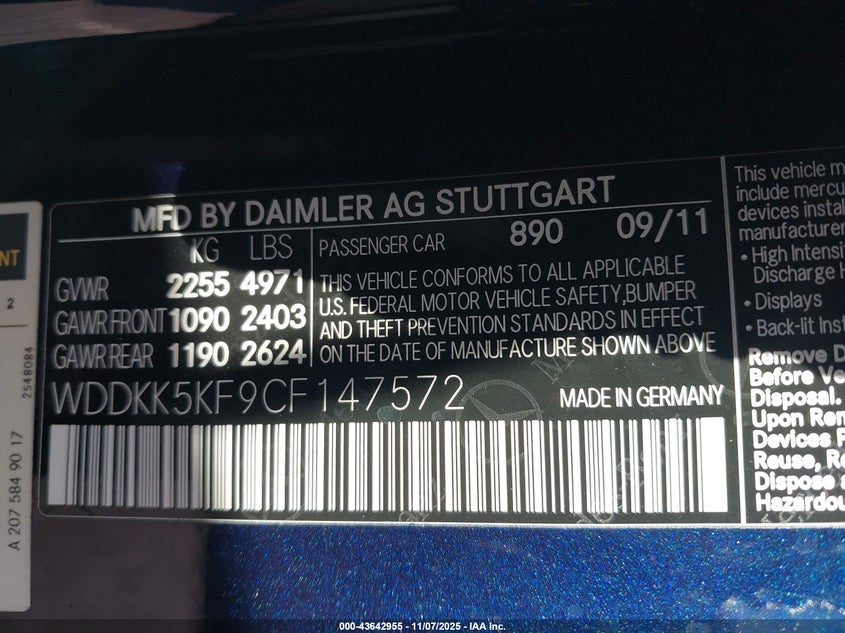 MFD BY DAIMLER AG STUTTGART
KG LBS
GVWR 2255 4971
GAWR FRONT 1090 2403
GAWR REAR 1190 2624
PASSENGER CAR 890 09/11
THIS VEHICLE CONFORMS TO ALL APPLICABLE
U.S. FEDERAL MOTOR VEHICLE SAFETY, BUMPER
AND THEFT PREVENTION STANDARDS IN EFFECT
ON THE DATE OF MANUFACTURE SHOWN ABOVE
WDDKK5KF9CF147572 MADE IN GERMANY
This vehicle m
include mercu
devices instal
manufacturer
• High Intensit
Discharge H
• Displays
• Back-lit Inst
Remove D
Before Ve
Disposal.
Upon Rem
Devices P
Reuse, Re
Dispose a
Hazardou
NT
2
2548084
A 207 584 90 17
000-43642955 - 11/07/2025 - IAA Inc.